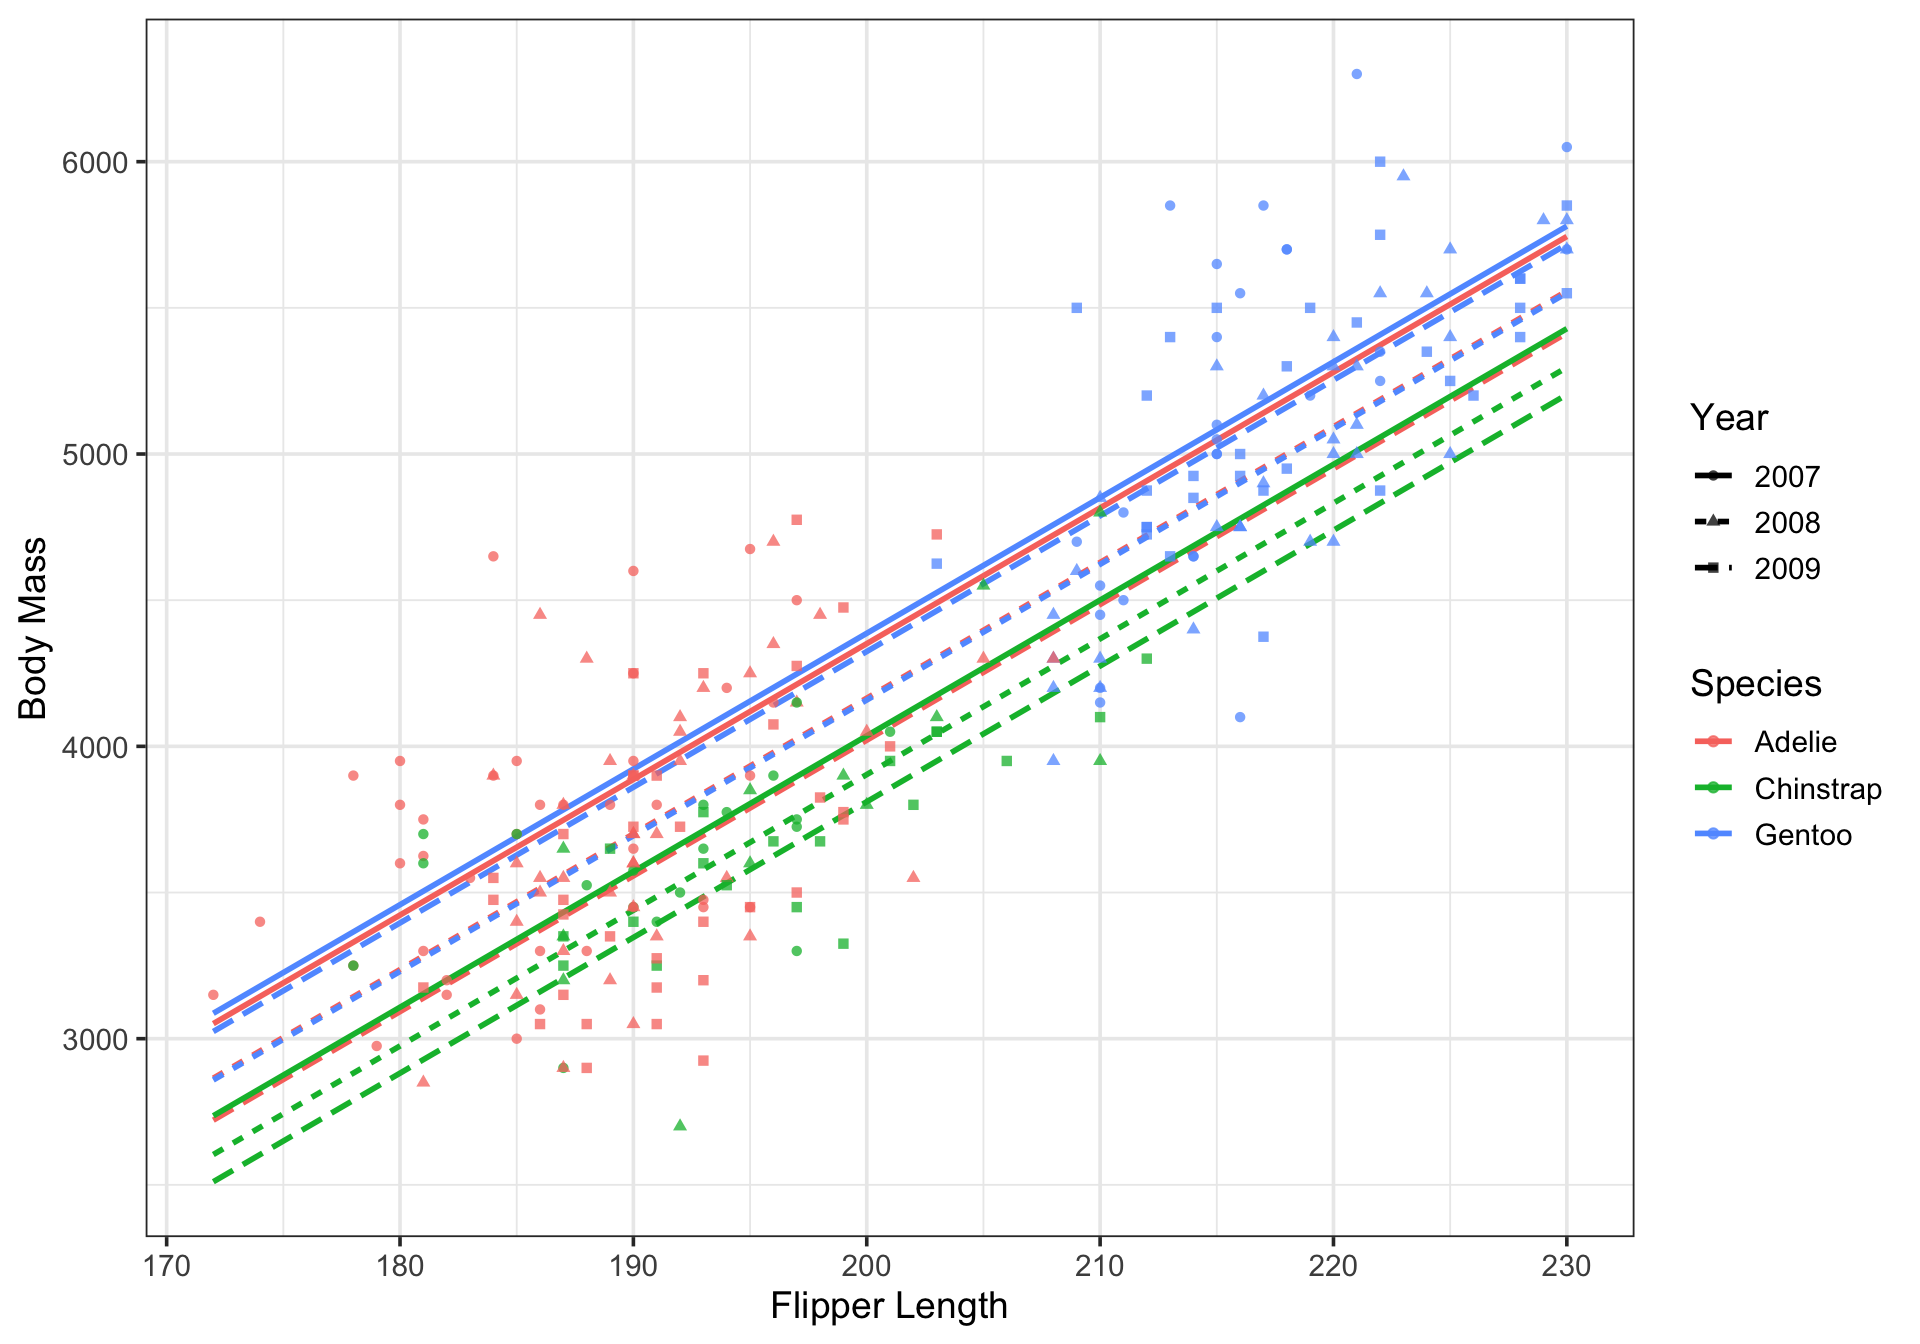 6000
5000
4000
3000
Body Mass
170 180 190 200 210 220 230
Flipper Length
Year
2007
2008
2009
Species
Adelie
Chinstrap
Gentoo